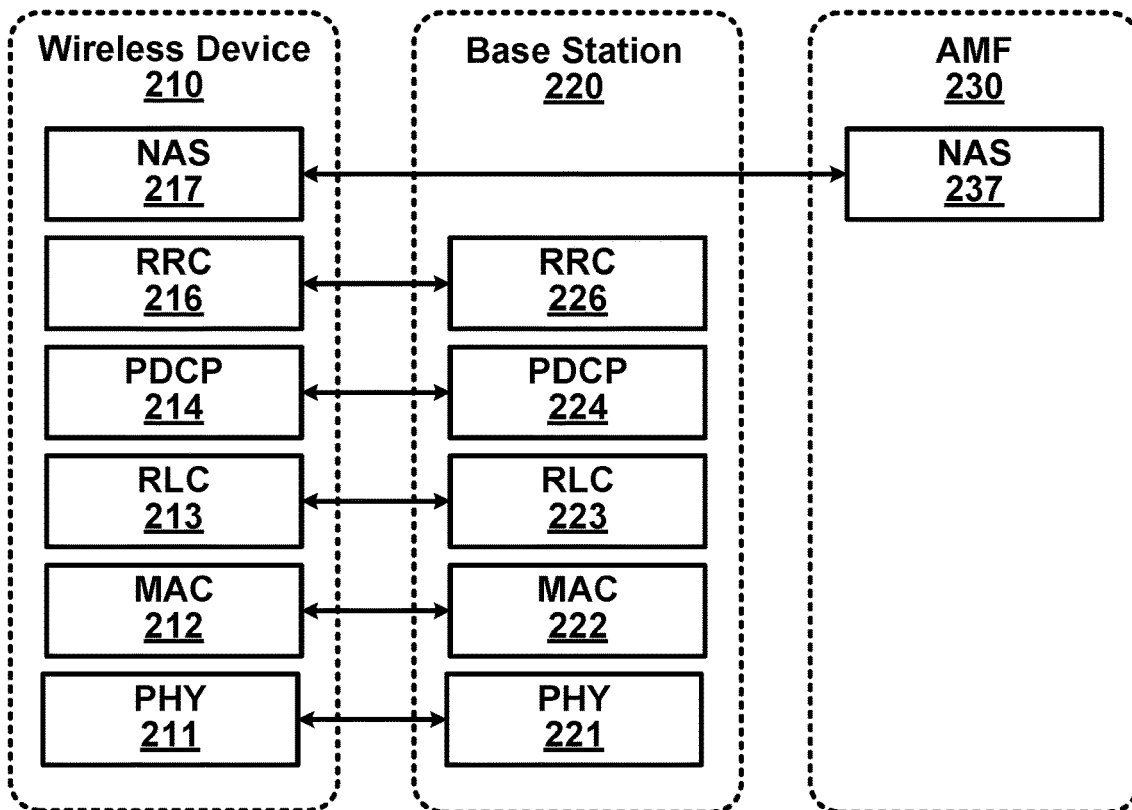 Wireless Device
210
Base Station
220
AMF
230
NAS
217
NAS
237
RRC
216
RRC
226
PDCP
214
PDCP
224
RLC
213
RLC
223
MAC
212
MAC
222
PHY
211
PHY
221